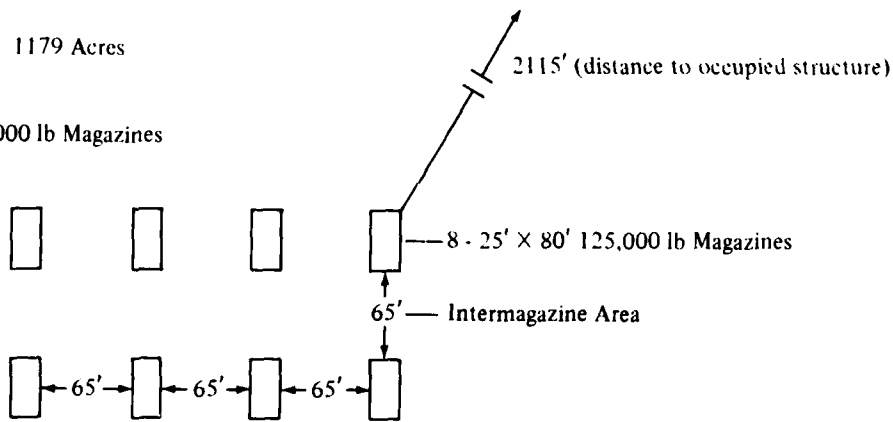 1179 Acres
2115′ (distance to occupied structure)
000 lb Magazines
8 - 25′ × 80′ 125,000 lb Magazines
65′ Intermagazine Area
65′ 65′ 65′